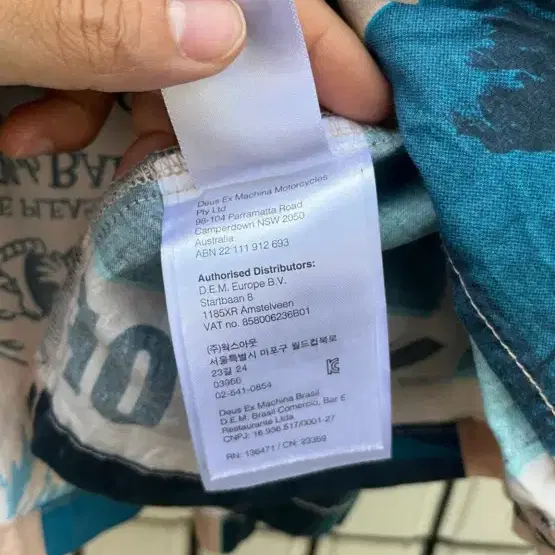 Deus Ex Machina Motorcycles
Pty Ltd
98-104 Parramatta Road
Camperdown NSW 2050
Australia
ABN 22 111 912 693
Authorised Distributors:
D.E.M. Europe B.V.
Startbaan 8
1185XR Amstelveen
VAT no. 858006236B01
(주)웍스아웃
서울특별시 마포구 월드컵북로
23길 24
03966
02-541-0854
Deus Ex Machina Brasil
D.E.M. Brasil Comercio, Bar E
Restaurante Ltda
CNPJ: 16.936.517/0001-27
RN: 136471 / CN: 93359